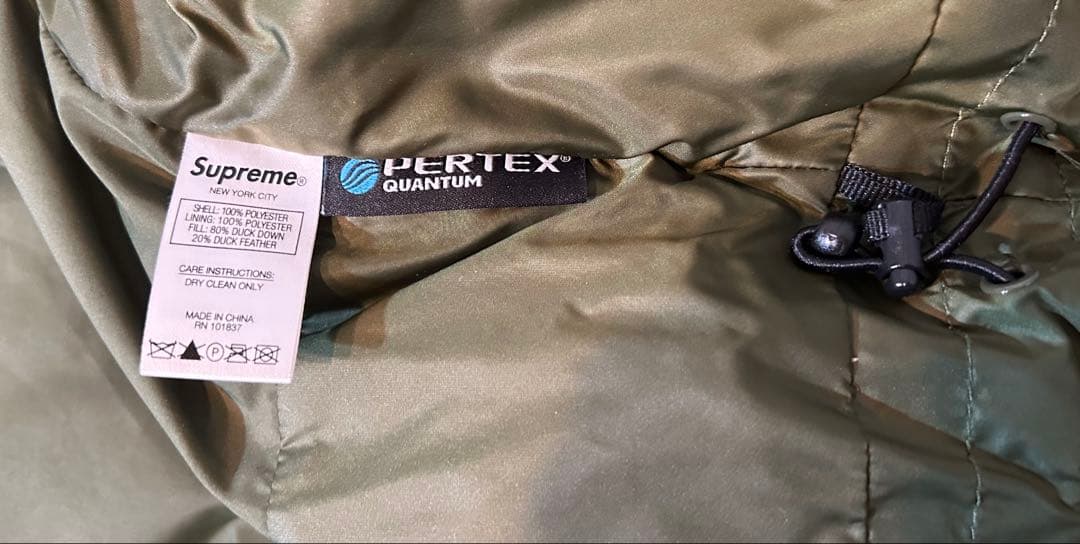 Supreme®
NEW YORK CITY
SHELL: 100% POLYESTER
LINING: 100% POLYESTER
FILL: 80% DUCK DOWN
20% DUCK FEATHER
CARE INSTRUCTIONS:
DRY CLEAN ONLY
MADE IN CHINA
RN 101837
P
PERTEX®
QUANTUM